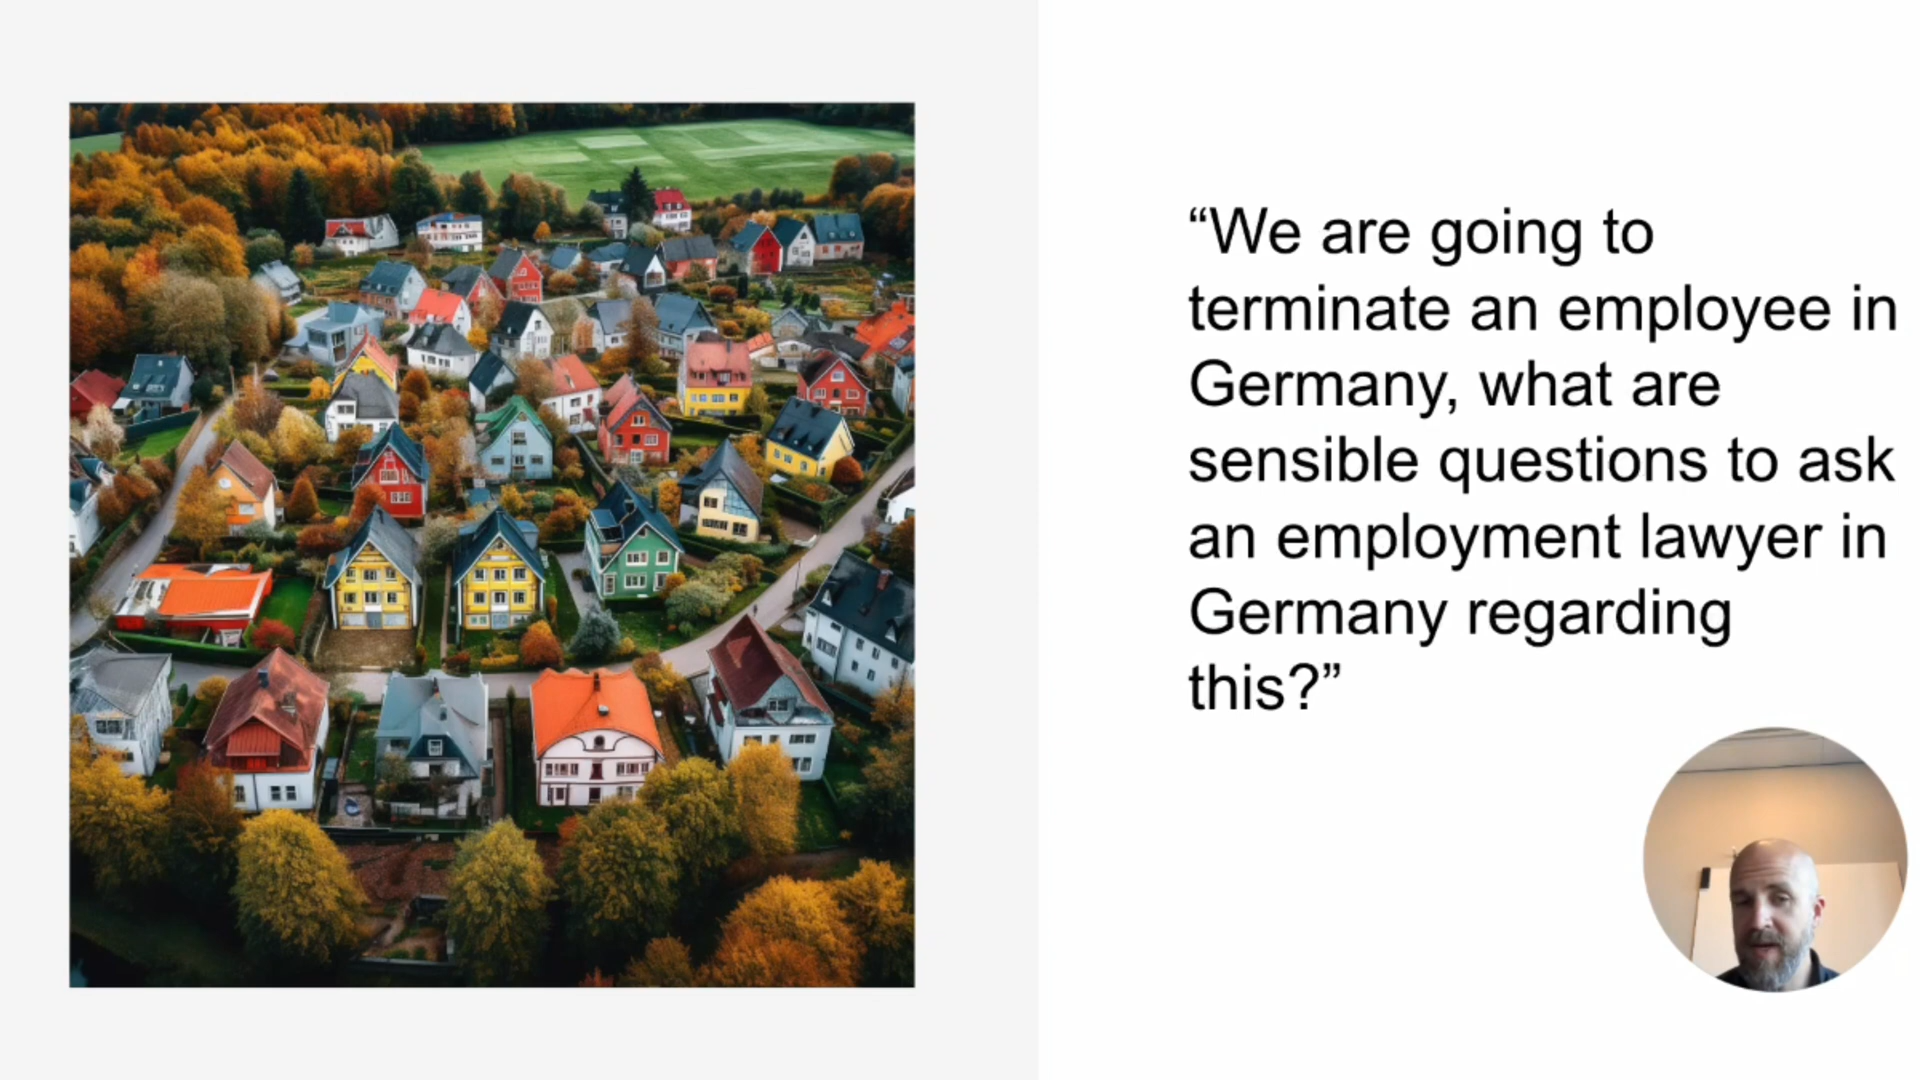 “We are going to
terminate an employee in
Germany, what are
sensible questions to ask
an employment lawyer in
Germany regarding
this?”